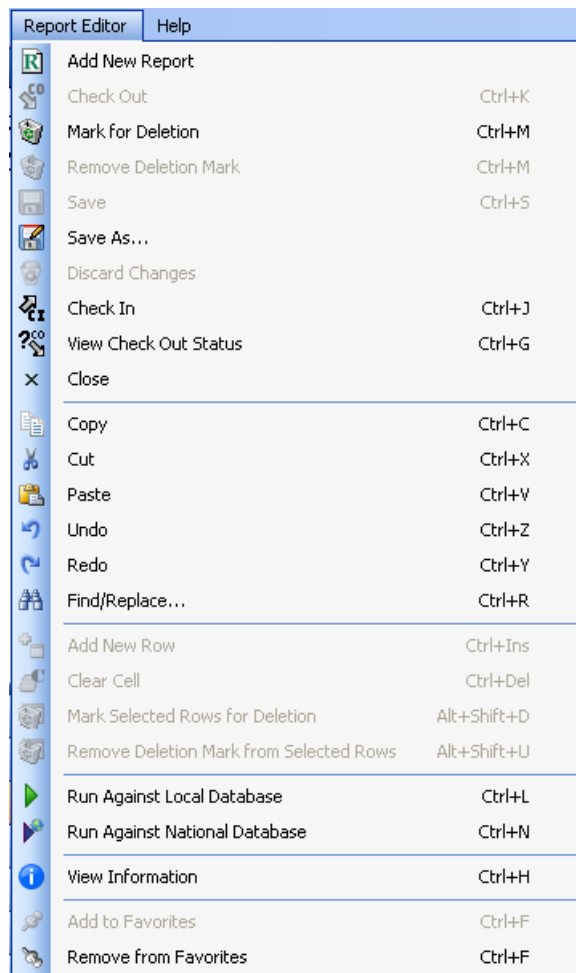 Report Editor Help
Add New Report
Check Out Ctrl+K
Mark for Deletion Ctrl+M
Remove Deletion Mark Ctrl+M
Save Ctrl+S
Save As...
Discard Changes
Check In Ctrl+J
View Check Out Status Ctrl+G
Close
Copy Ctrl+C
Cut Ctrl+X
Paste Ctrl+V
Undo Ctrl+Z
Redo Ctrl+Y
Find/Replace... Ctrl+R
Add New Row Ctrl+Ins
Clear Cell Ctrl+Del
Mark Selected Rows for Deletion Alt+Shift+D
Remove Deletion Mark from Selected Rows Alt+Shift+U
Run Against Local Database Ctrl+L
Run Against National Database Ctrl+N
View Information Ctrl+H
Add to Favorites Ctrl+F
Remove from Favorites Ctrl+F